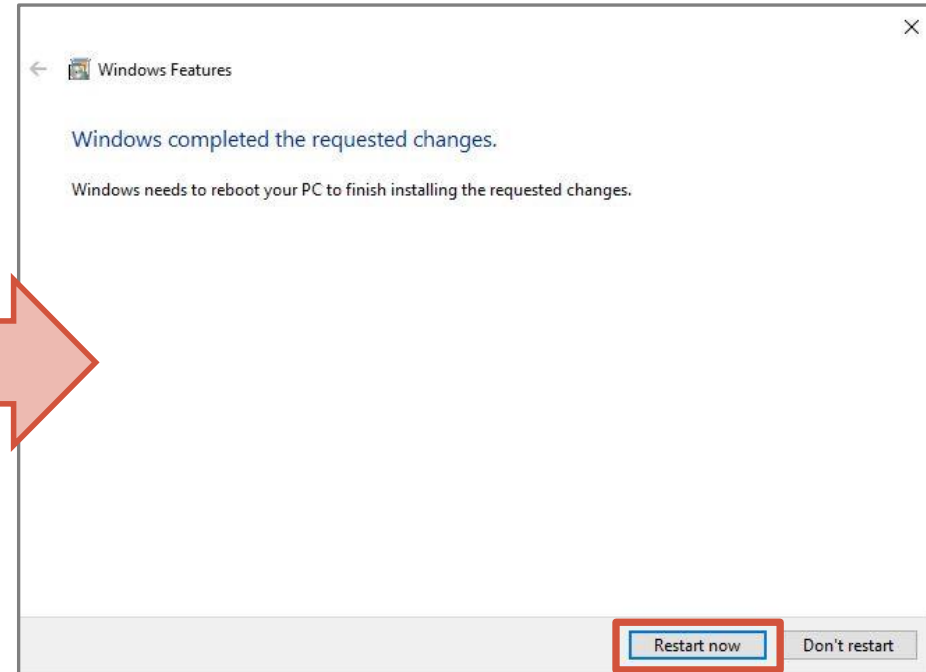 Windows Features
Windows completed the requested changes.
Windows needs to reboot your PC to finish installing the requested changes.
Restart now
Don't restart